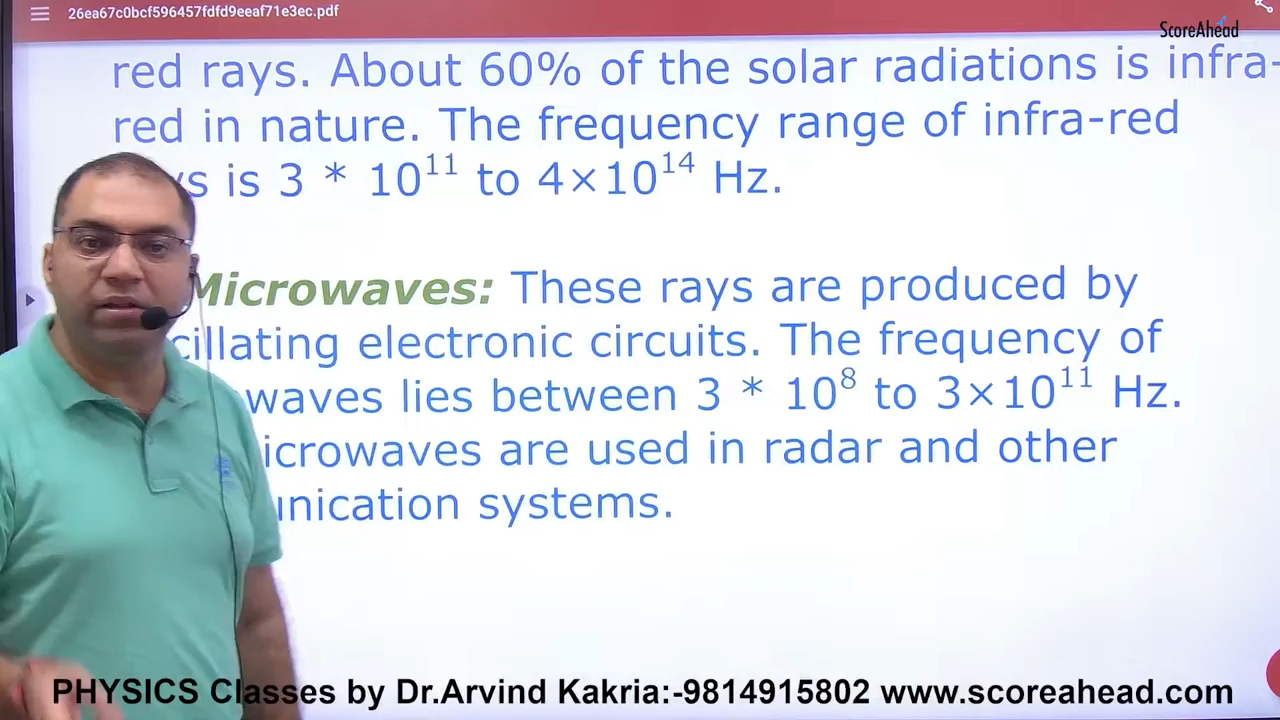 26ea67c0bcf596457fdfd9eeaf71e3ec.pdf
ScoreAhead
red rays. About 60% of the solar radiations is infra-
red in nature. The frequency range of infra-red
is 3 * 10¹¹ to 4×10¹⁴ Hz.
Microwaves: These rays are produced by
electronic circuits. The frequency of
waves lies between 3 * 10⁸ to 3×10¹¹ Hz.
icrowaves are used in radar and other
systems.
PHYSICS Classes by Dr.Arvind Kakria:-9814915802 www.scoreahead.com